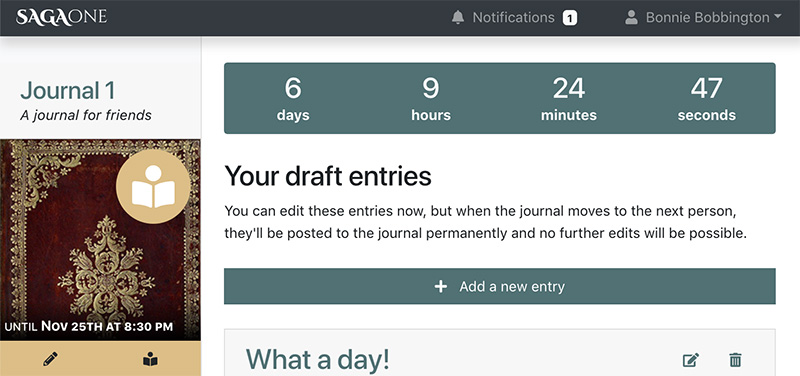 SAGAONE
Notifications 1
Bonnie Bobbington
Journal 1
A journal for friends
UNTIL NOV 25TH AT 8:30 PM
6 9 24 47
days hours minutes seconds
Your draft entries
You can edit these entries now, but when the journal moves to the next person,
they'll be posted to the journal permanently and no further edits will be possible.
Add a new entry
What a day!